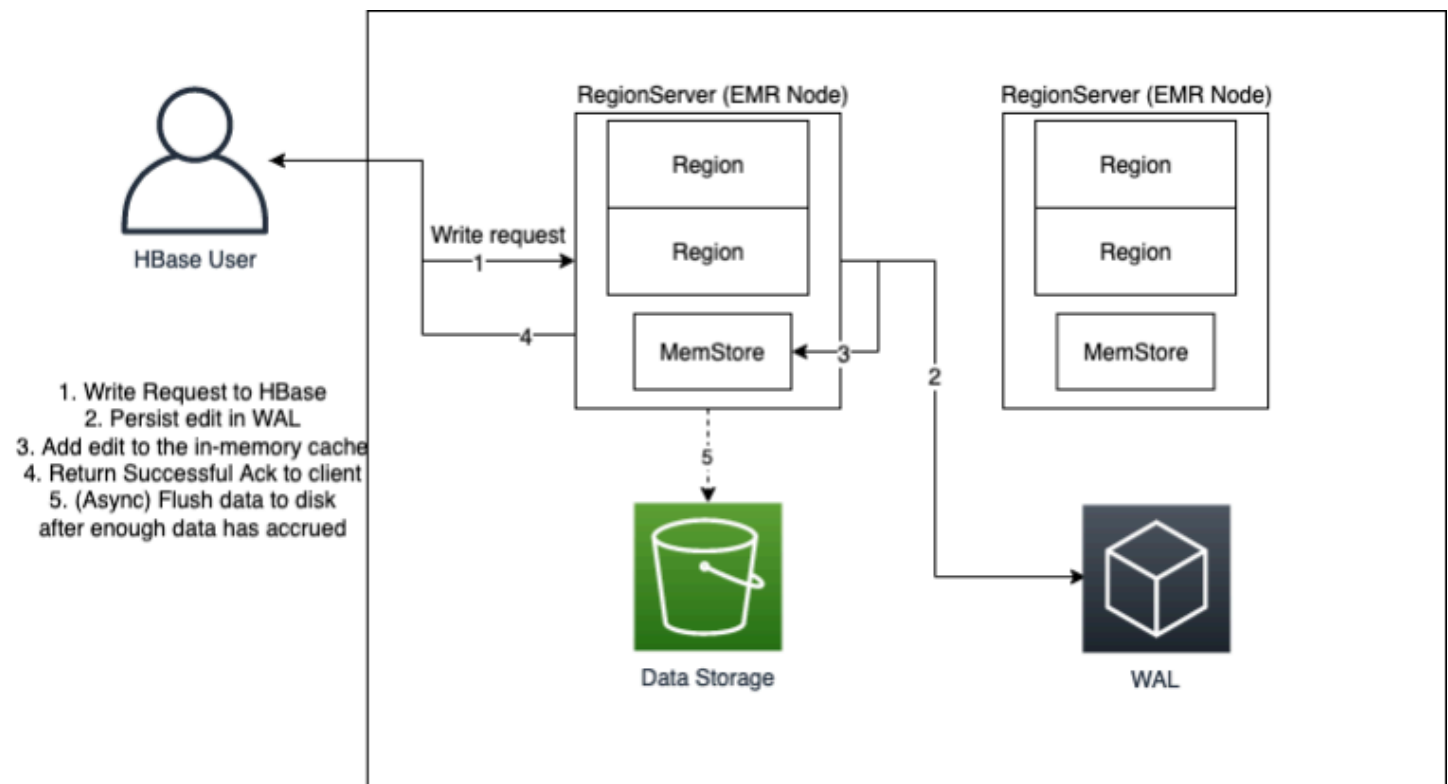 RegionServer (EMR Node)
RegionServer (EMR Node)
Region
Region
Region
Region
HBase User
Write request
1
4
MemStore
3
2
MemStore
1. Write Request to HBase
2. Persist edit in WAL
3. Add edit to the in-memory cache
4. Return Successful Ack to client
5. (Async) Flush data to disk
after enough data has accrued
5
Data Storage
WAL